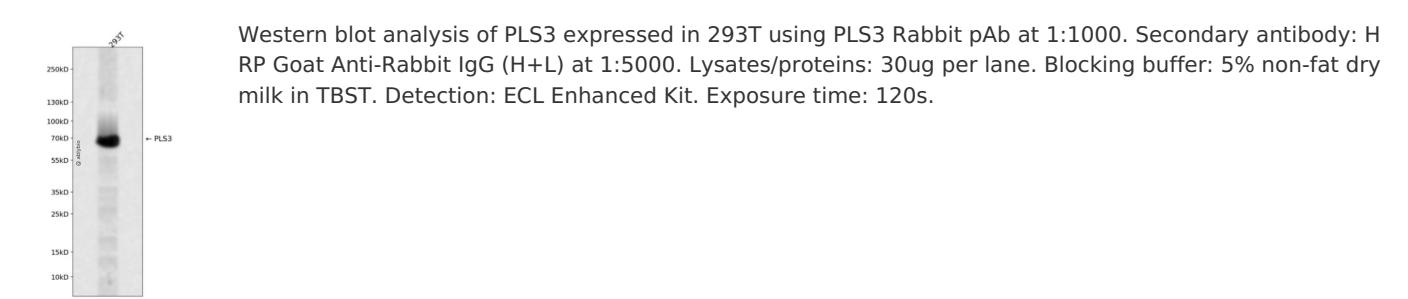 293T
250kD
130kD
100kD
70kD
← PLS3
55kD
35kD
25kD
15kD
10kD
@ ablybio
Western blot analysis of PLS3 expressed in 293T using PLS3 Rabbit pAb at 1:1000. Secondary antibody: H
RP Goat Anti-Rabbit IgG (H+L) at 1:5000. Lysates/proteins: 30ug per lane. Blocking buffer: 5% non-fat dry
milk in TBST. Detection: ECL Enhanced Kit. Exposure time: 120s.